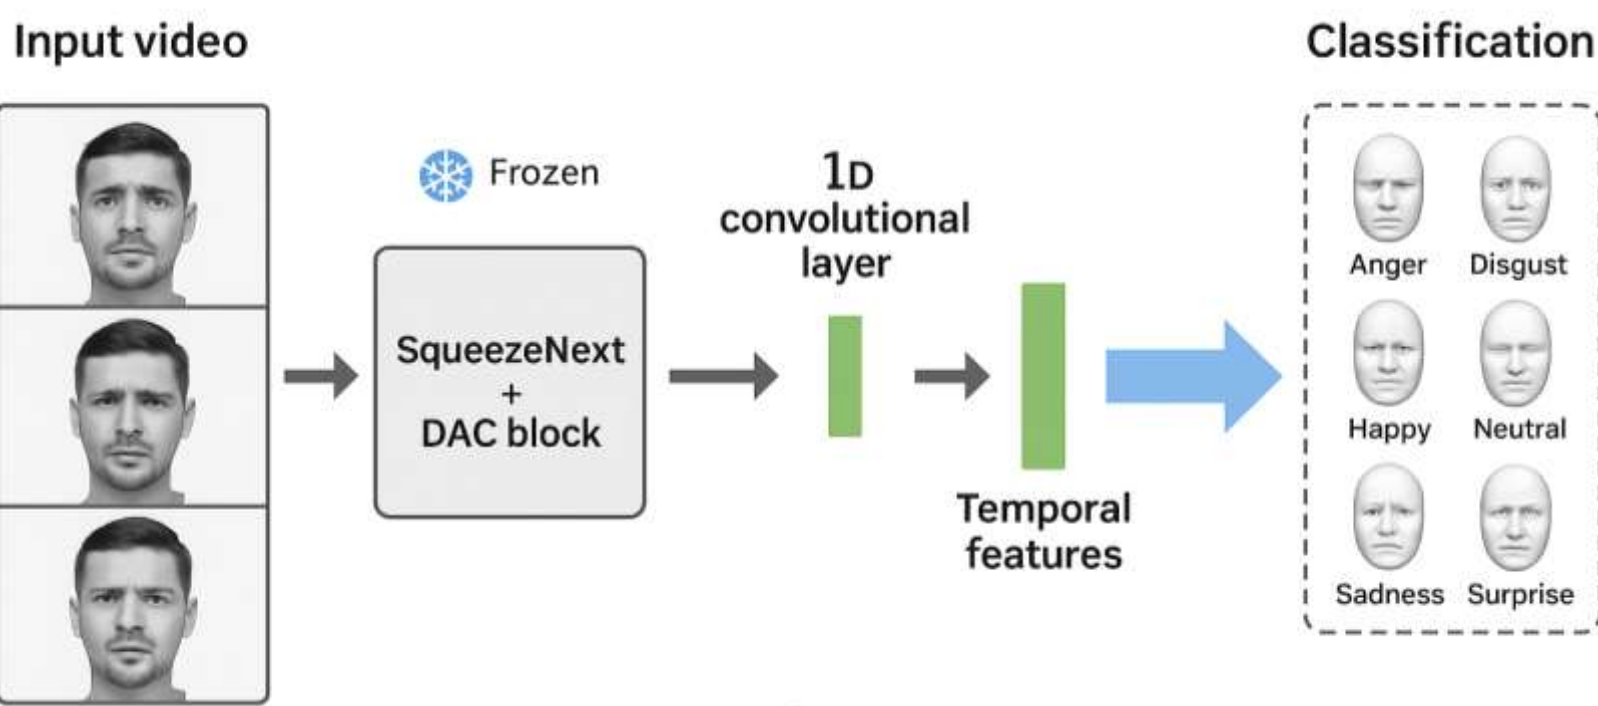 Input video
Classification
Frozen
1D
convolutional
layer
SqueezeNext
+
DAC block
Temporal
features
Anger
Disgust
Happy
Neutral
Sadness
Surprise